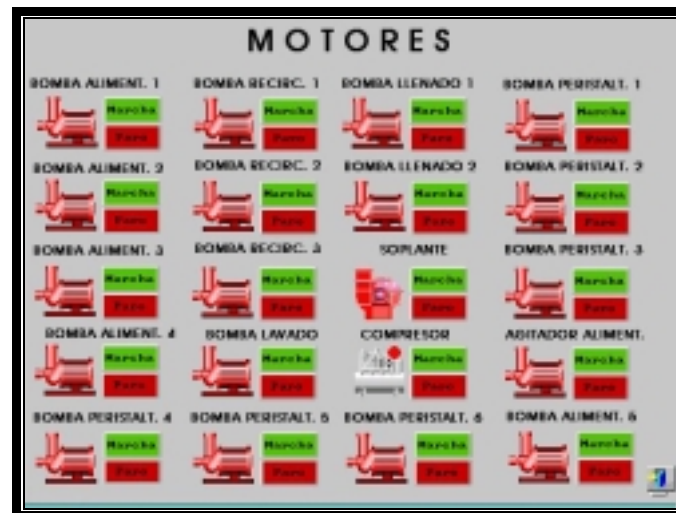 MOTORES
BOMBA ALIMENT. 1 BOMBA RECIRC. 1 BOMBA LLENADO 1 BOMBA PERISTALT. 1
Marcha Marcha Marcha Marcha
Paro Paro Paro Paro
BOMBA ALIMENT. 2 BOMBA RECIRC. 2 BOMBA LLENADO 2 BOMBA PERISTALT. 2
Marcha Marcha Marcha Marcha
Paro Paro Paro Paro
BOMBA ALIMENT. 3 BOMBA RECIRC. 3 SOPLANTE BOMBA PERISTALT. 3
Marcha Marcha Marcha Marcha
Paro Paro Paro Paro
BOMBA ALIMENT. 4 BOMBA LAVADO COMPRESOR AGITADOR ALIMENT.
Marcha Marcha Marcha Marcha
Paro Paro Paro Paro
BOMBA PERISTALT. 4 BOMBA PERISTALT. 5 BOMBA PERISTALT. 6 BOMBA ALIMENT. 5
Marcha Marcha Marcha Marcha
Paro Paro Paro Paro